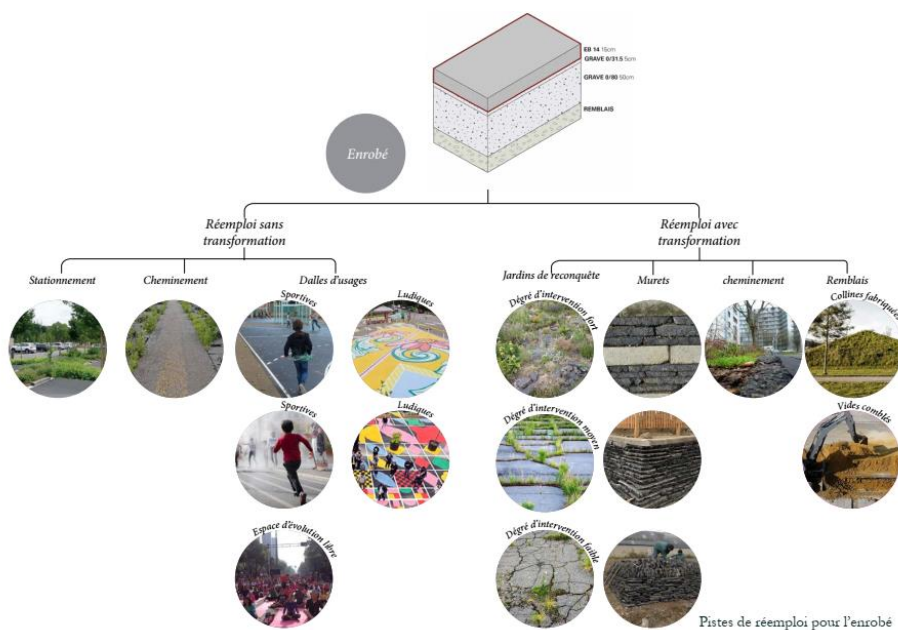 EB 14 15cm
GRAVE 0/31.5 5cm
GRAVE 0/80 50cm
REMBLAIS
Enrobé
Réemploi sans
transformation
Réemploi avec
transformation
Stationnement
Cheminement
Dalles d'usages
Jardins de reconquête
Murets
cheminement
Remblais
Sportives
Ludiques
Dégré d'intervention fort
Collines fabriquées
Sportives
Ludiques
Dégré d'intervention moyen
Vides comblés
Espace d'évolution libre
Dégré d'intervention faible
Pistes de réemploi pour l'enrobé